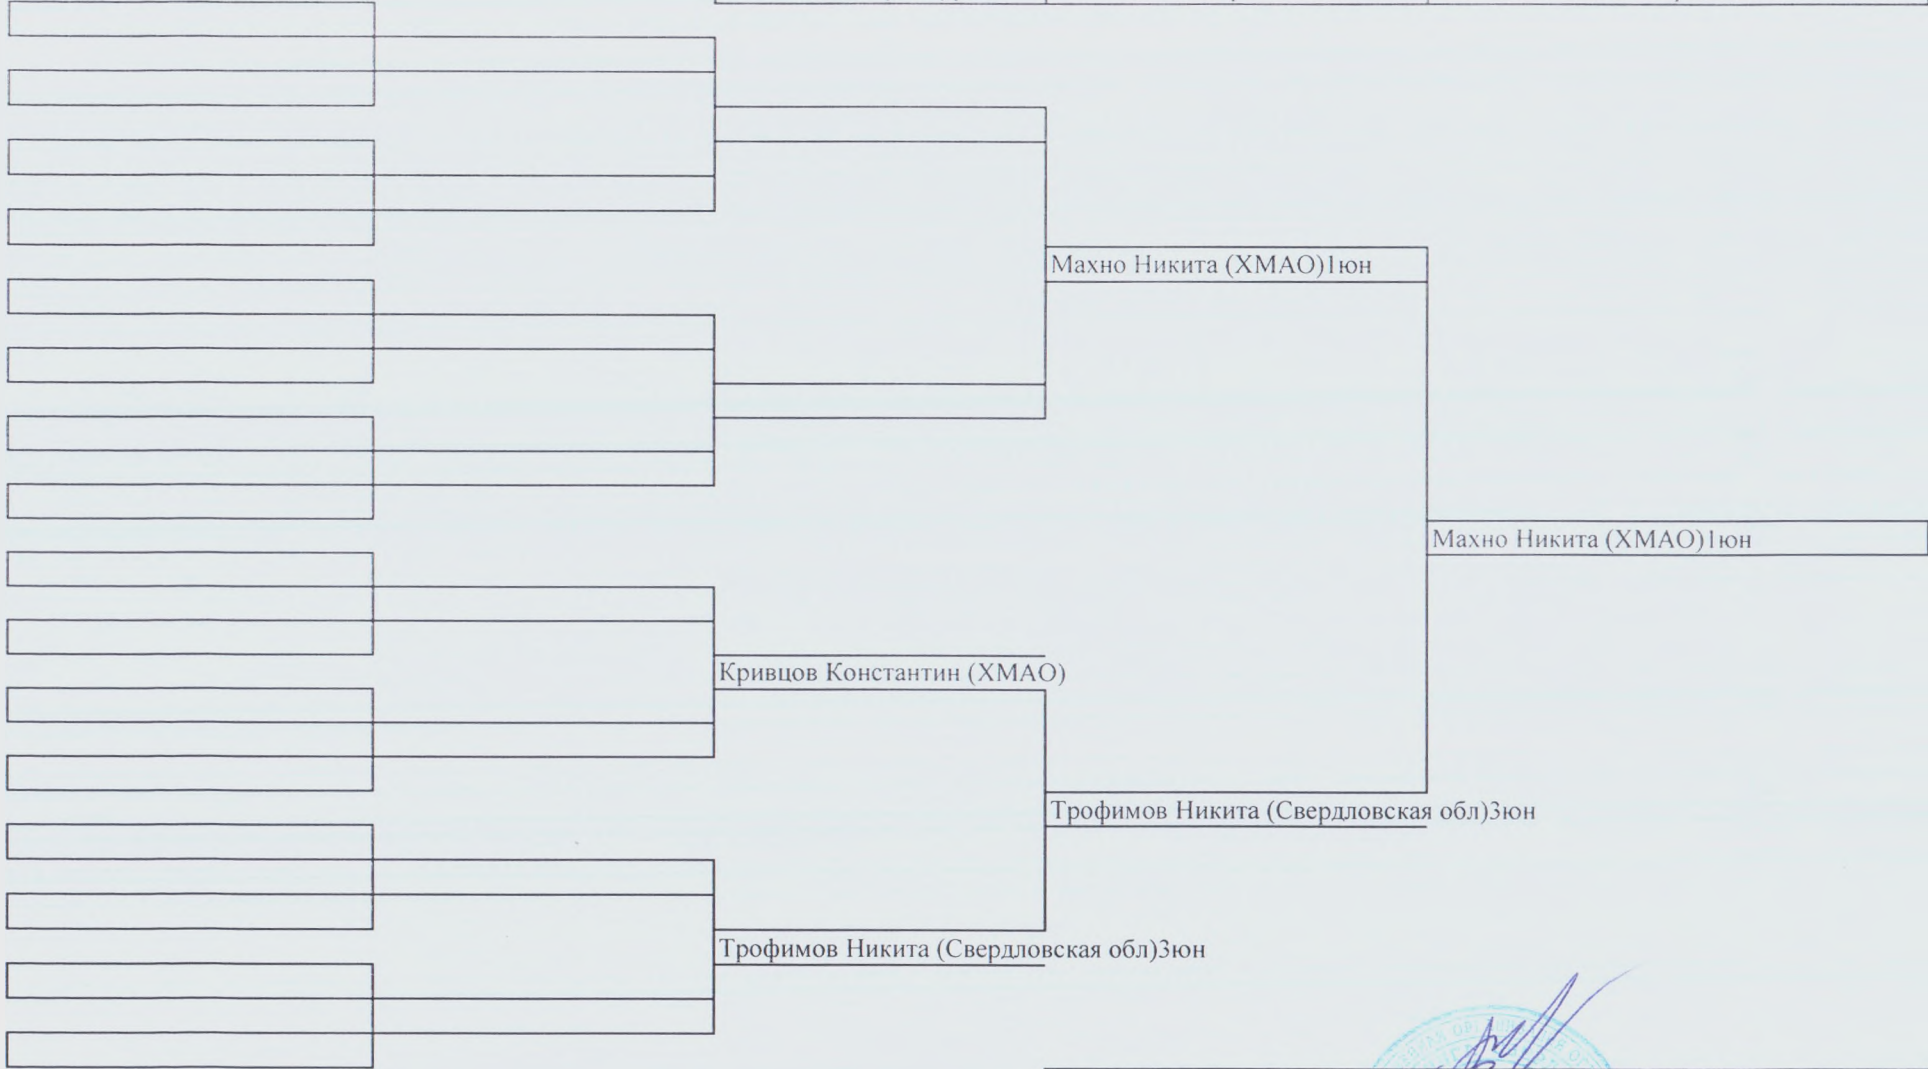 Махно Никита (ХМАО)1юн
Махно Никита (ХМАО)1юн
Кривцов Константин (ХМАО)
Трофимов Никита (Свердловская обл)3юн
Трофимов Никита (Свердловская обл)3юн